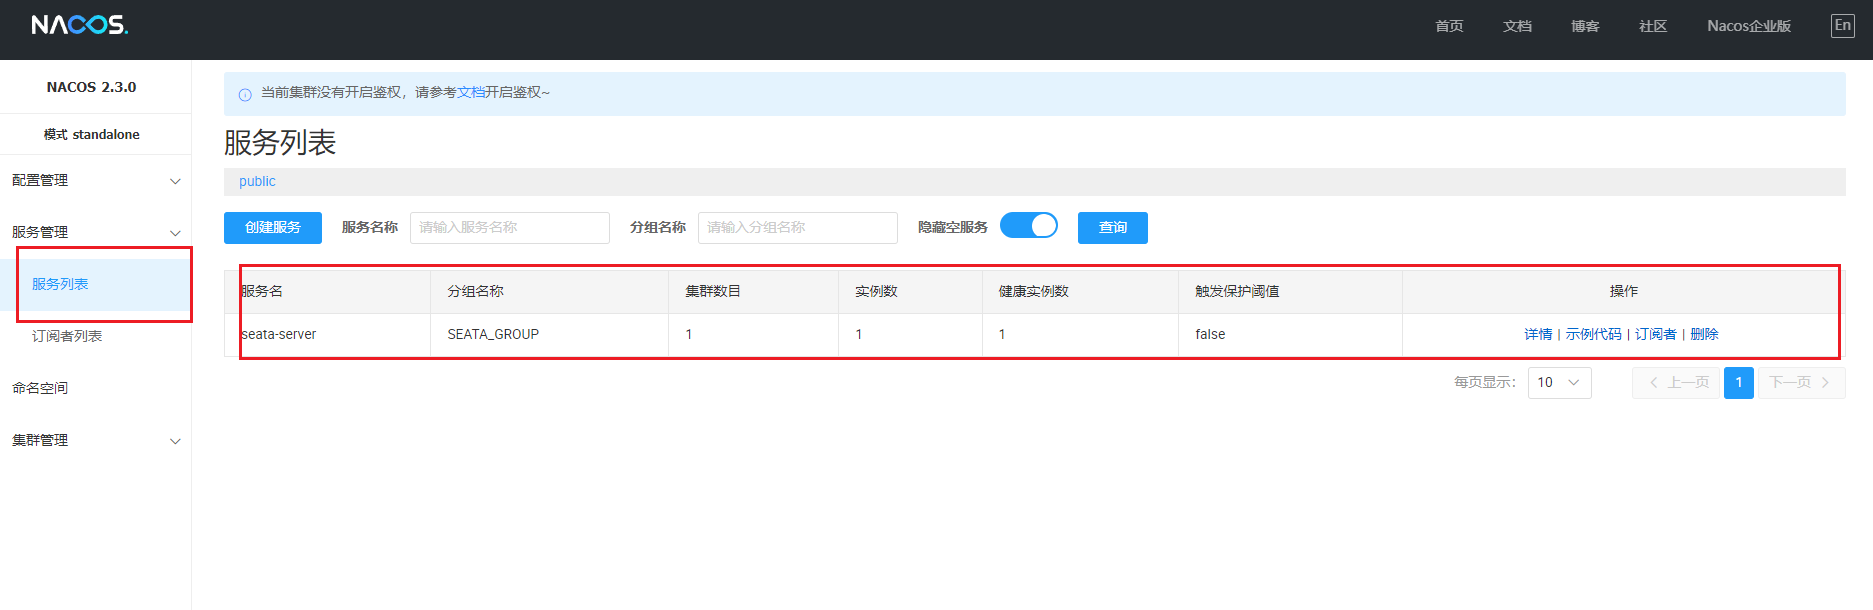 NACOS.
首页 文档 博客 社区 Nacos企业版 En
NACOS 2.3.0
模式 standalone
配置管理
服务管理
服务列表
订阅者列表
命名空间
集群管理
当前集群没有开启鉴权，请参考文档开启鉴权~
服务列表
public
创建服务 服务名称 请输入服务名称 分组名称 请输入分组名称 隐藏空服务 查询
服务名 分组名称 集群数目 实例数 健康实例数 触发保护阈值 操作
seata-server SEATA_GROUP 1 1 1 false 详情 | 示例代码 | 订阅者 | 删除
每页显示： 10 上一页 1 下一页